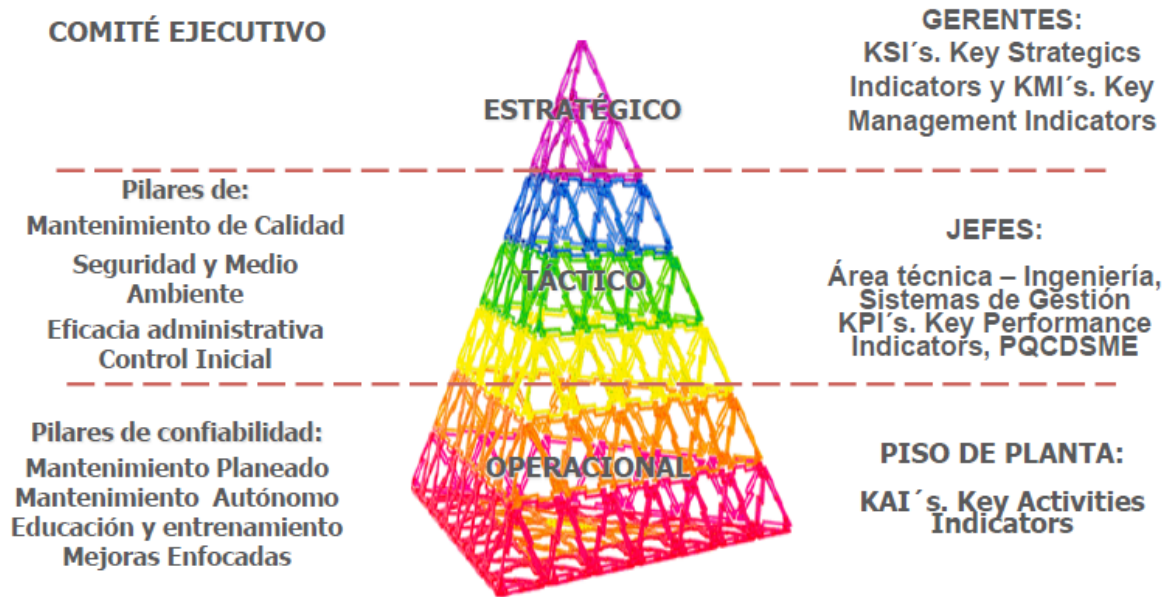 COMITÉ EJECUTIVO
ESTRATÉGICO
GERENTES:
KSI´s. Key Strategics
Indicators y KMI´s. Key
Management Indicators
Pilares de:
Mantenimiento de Calidad
Seguridad y Medio
Ambiente
Eficacia administrativa
Control Inicial
TÁCTICO
JEFES:
Área técnica – Ingeniería,
Sistemas de Gestión
KPI´s. Key Performance
Indicators, PQCDSME
Pilares de confiabilidad:
Mantenimiento Planeado
Mantenimiento Autónomo
Educación y entrenamiento
Mejoras Enfocadas
OPERACIONAL
PISO DE PLANTA:
KAI´s. Key Activities
Indicators